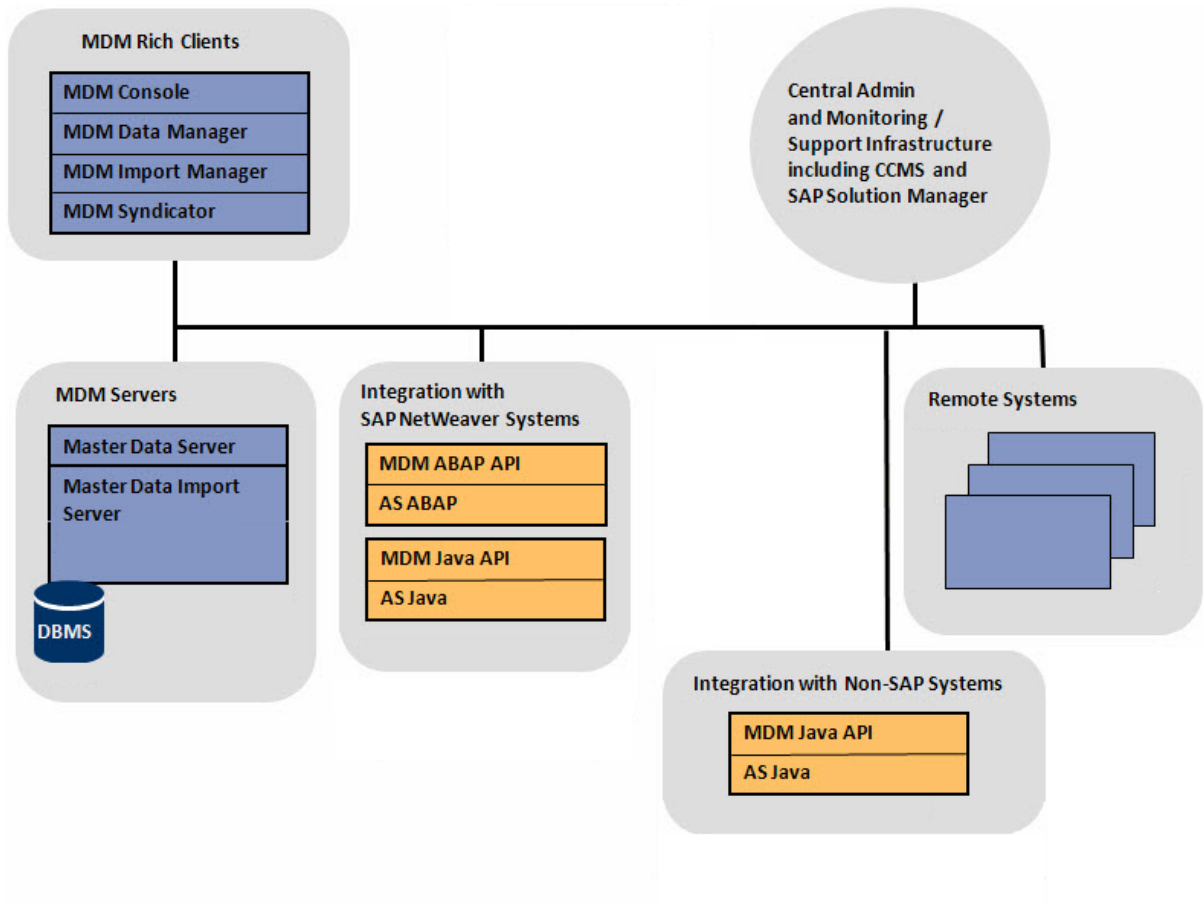 MDM Rich Clients
MDM Console
MDM Data Manager
MDM Import Manager
MDM Syndicator
Central Admin
and Monitoring /
Support Infrastructure
including CCMS and
SAP Solution Manager
MDM Servers
Master Data Server
Master Data Import
Server
DBMS
Integration with
SAP NetWeaver Systems
MDM ABAP API
AS ABAP
MDM Java API
AS Java
Remote Systems
Integration with Non-SAP Systems
MDM Java API
AS Java